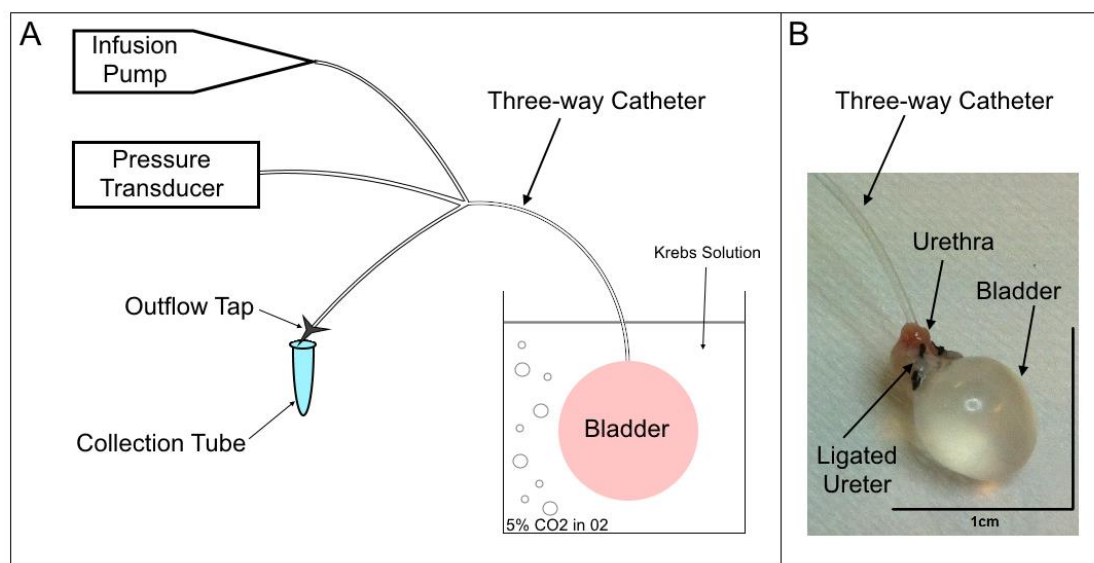 A
Infusion
Pump
Three-way Catheter
Pressure
Transducer
Krebs Solution
Outflow Tap
Bladder
Collection Tube
5% CO2 in 02
B
Three-way Catheter
Urethra
Bladder
Ligated
Ureter
1cm